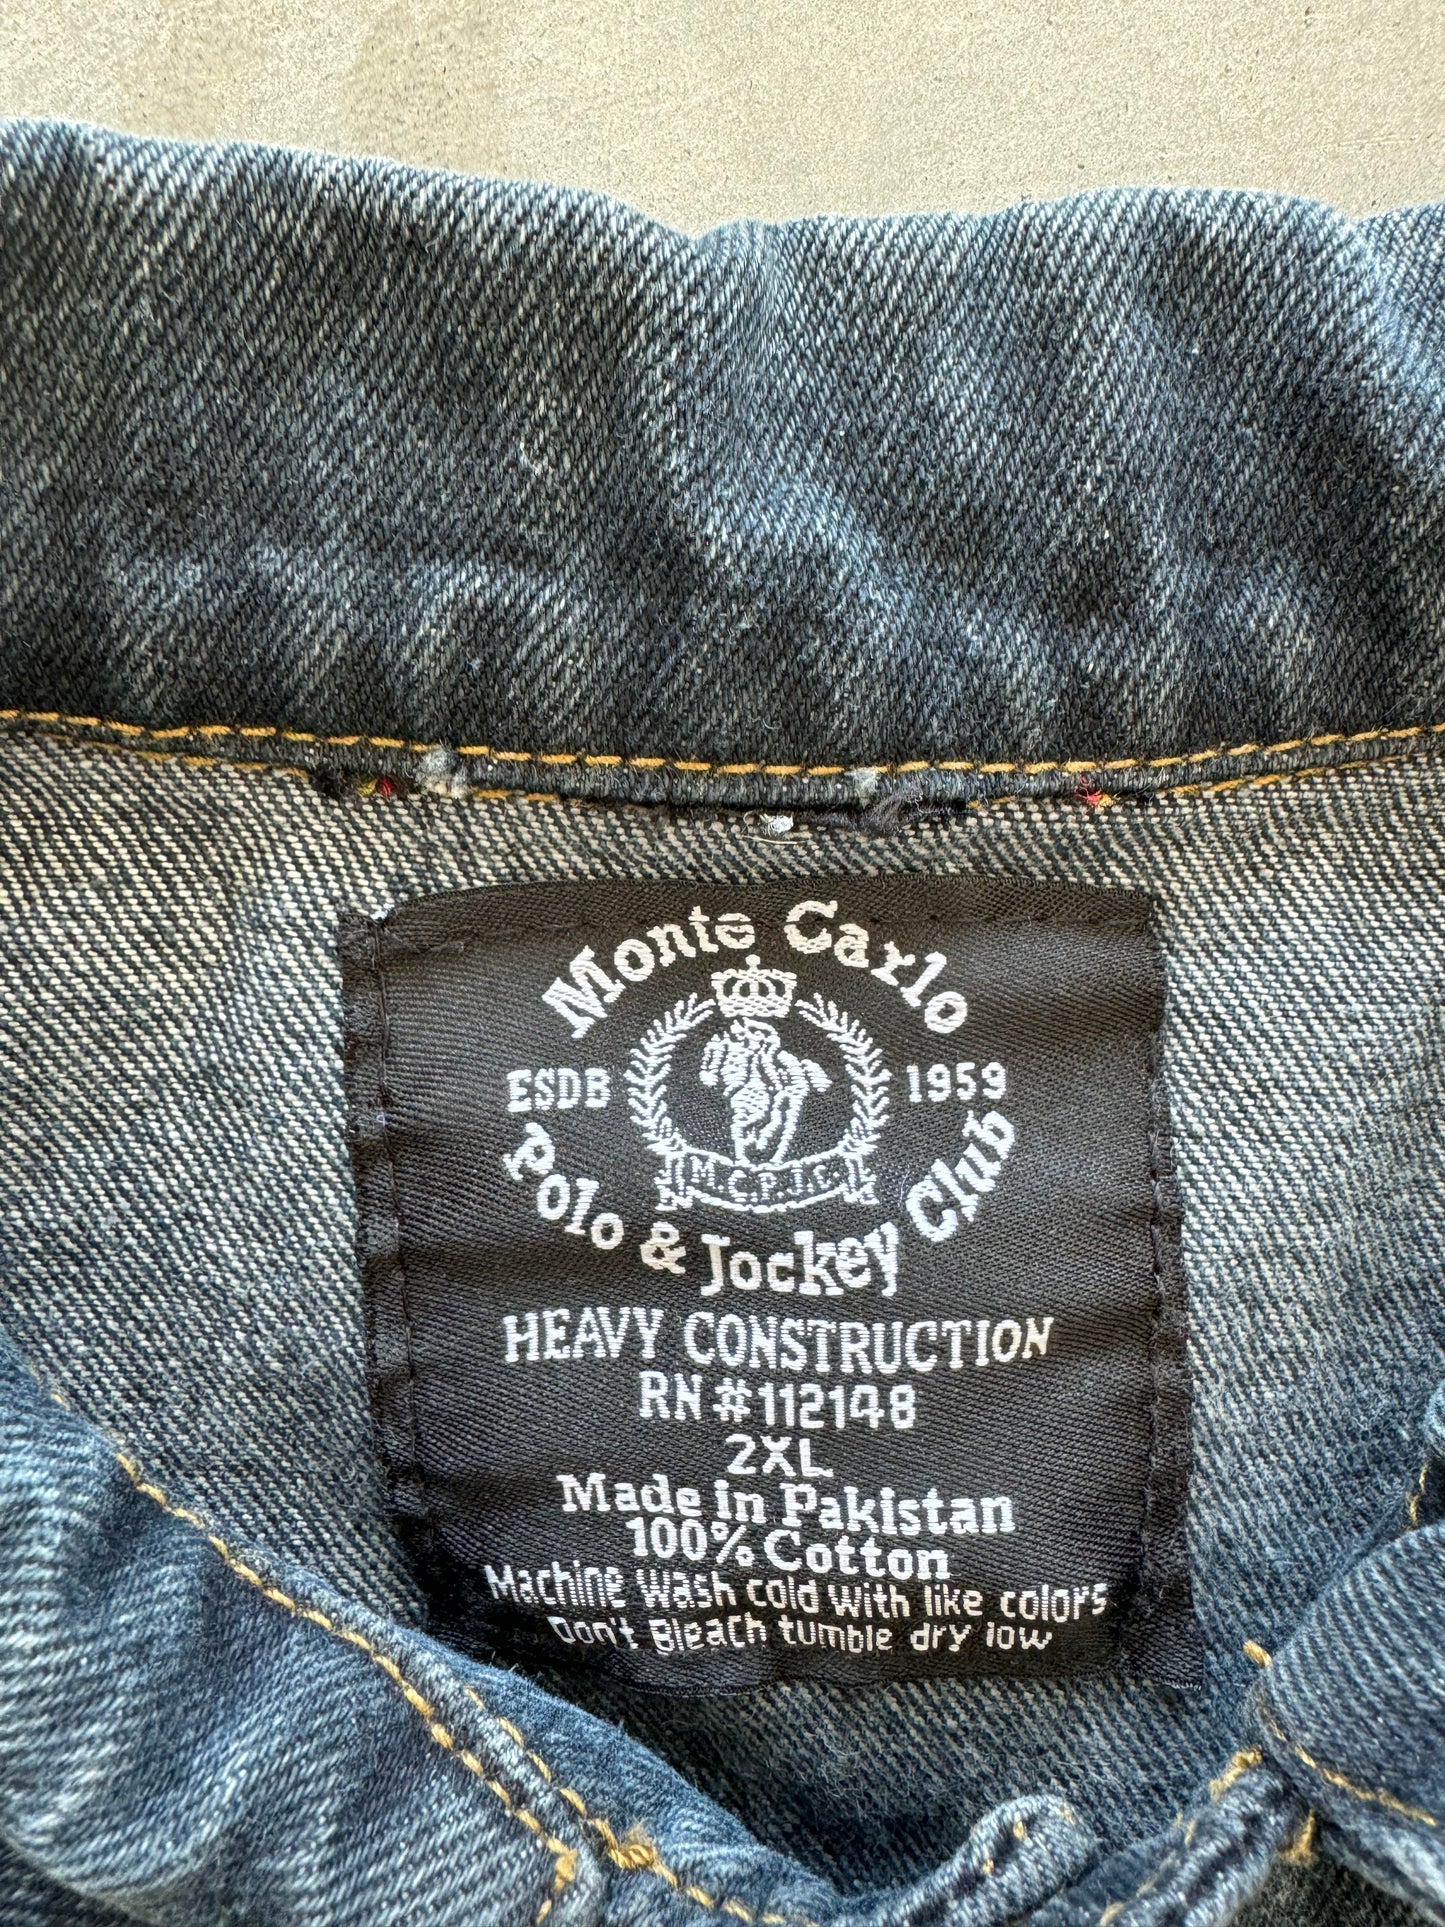 Monte Carlo
ESDB 1959
M.C.P.J.C.
Polo & Jockey Club
HEAVY CONSTRUCTION
RN#112148
2XL
Made in Pakistan
100% Cotton
Machine wash cold with like colors
Don't Bleach tumble dry low